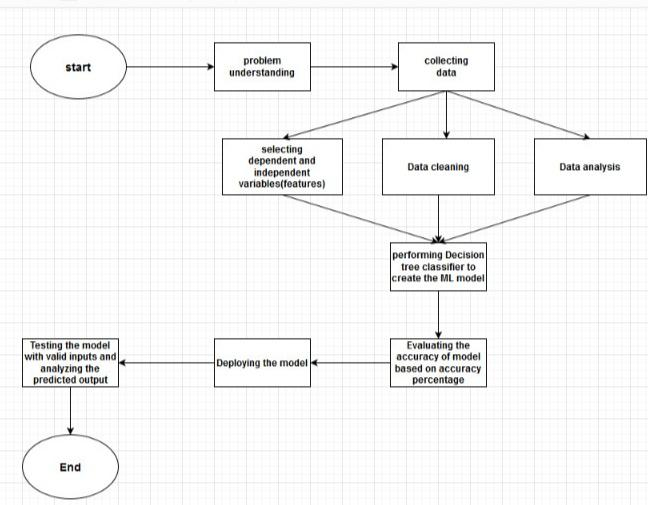 start
problem
understanding
collecting
data
selecting
dependent and
independent
variables(features)
Data cleaning
Data analysis
performing Decision
tree classifier to
create the ML model
Evaluating the
accuracy of model
based on accuracy
percentage
Deploying the model
Testing the model
with valid inputs and
analyzing the
predicted output
End